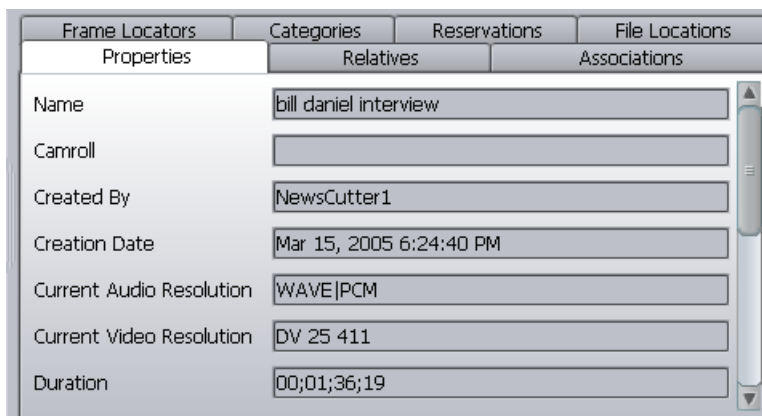 Frame Locators Categories Reservations File Locations
Properties Relatives Associations
Name bill daniel interview
Camroll
Created By NewsCutter1
Creation Date Mar 15, 2005 6:24:40 PM
Current Audio Resolution WAVE|PCM
Current Video Resolution DV 25 411
Duration 00;01;36;19